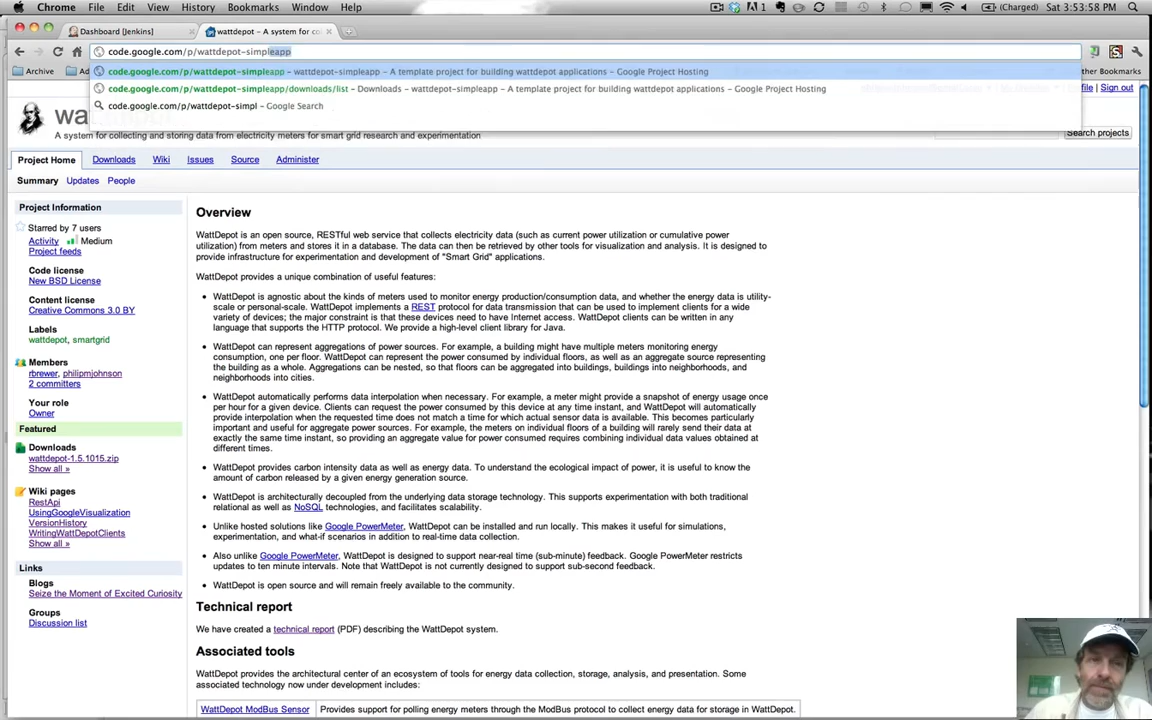 Chrome File Edit View History Bookmarks Window Help
1 (Charged) Sat 3:53:58 PM
Dashboard [Jenkins] wattdepot - A system for co
code.google.com/p/wattdepot-simpleapp
Archive Ad
code.google.com/p/wattdepot-simpleapp - wattdepot-simpleapp - A template project for building wattdepot applications - Google Project Hosting
Other Bookmarks
code.google.com/p/wattdepot-simpleapp/downloads/list - Downloads - wattdepot-simpleapp - A template project for building wattdepot applications - Google Project Hosting
file | Sign out
code.google.com/p/wattdepot-simpl - Google Search
wa
A system for collecting and storing data from electricity meters for smart grid research and experimentation
Search projects
Project Home Downloads Wiki Issues Source Administer
Summary Updates People
Project Information
Starred by 7 users
Activity Medium
Project feeds
Code license
New BSD License
Content license
Creative Commons 3.0 BY
Labels
wattdepot, smartgrid
Members
rbrewer, philipmjohnson
2 committers
Your role
Owner
Featured
Downloads
wattdepot-1.5.1015.zip
Show all »
Wiki pages
RestApi
UsingGoogleVisualization
VersionHistory
WritingWattDepotClients
Show all »
Links
Blogs
Seize the Moment of Excited Curiosity
Groups
Discussion list
Overview
WattDepot is an open source, RESTful web service that collects electricity data (such as current power utilization or cumulative power
utilization) from meters and stores it in a database. The data can then be retrieved by other tools for visualization and analysis. It is designed to
provide infrastructure for experimentation and development of "Smart Grid" applications.
WattDepot provides a unique combination of useful features:
• WattDepot is agnostic about the kinds of meters used to monitor energy production/consumption data, and whether the energy data is utility-
scale or personal-scale. WattDepot implements a REST protocol for data transmission that can be used to implement clients for a wide
variety of devices; the major constraint is that these devices need to have Internet access. WattDepot clients can be written in any
language that supports the HTTP protocol. We provide a high-level client library for Java.
• WattDepot can represent aggregations of power sources. For example, a building might have multiple meters monitoring energy
consumption, one per floor. WattDepot can represent the power consumed by individual floors, as well as an aggregate source representing
the building as a whole. Aggregations can be nested, so that floors can be aggregated into buildings, buildings into neighborhoods, and
neighborhoods into cities.
• WattDepot automatically performs data interpolation when necessary. For example, a meter might provide a snapshot of energy usage once
per hour for a given device. Clients can request the power consumed by this device at any time instant, and WattDepot will automatically
provide interpolation when the requested time does not match a time for which actual sensor data is available. This becomes particularly
important and useful for aggregate power sources. For example, the meters on individual floors of a building will rarely send their data at
exactly the same time instant, so providing an aggregate value for power consumed requires combining individual data values obtained at
different times.
• WattDepot provides carbon intensity data as well as energy data. To understand the ecological impact of power, it is useful to know the
amount of carbon released by a given energy generation source.
• WattDepot is architecturally decoupled from the underlying data storage technology. This supports experimentation with both traditional
relational as well as NoSQL technologies, and facilitates scalability.
• Unlike hosted solutions like Google PowerMeter, WattDepot can be installed and run locally. This makes it useful for simulations,
experimentation, and what-if scenarios in addition to real-time data collection.
• Also unlike Google PowerMeter, WattDepot is designed to support near-real time (sub-minute) feedback. Google PowerMeter restricts
updates to ten minute intervals. Note that WattDepot is not currently designed to support sub-second feedback.
• WattDepot is open source and will remain freely available to the community.
Technical report
We have created a technical report (PDF) describing the WattDepot system.
Associated tools
WattDepot provides the architectural center of an ecosystem of tools for energy data collection, storage, analysis, and presentation. Some
associated technology now under development includes:
WattDepot ModBus Sensor Provides support for polling energy meters through the ModBus protocol to collect energy data for storage in WattDepot.